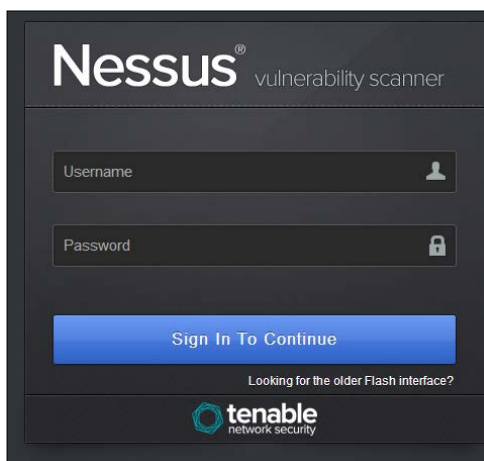 Nessus® vulnerability scanner
Username
Password
Sign In To Continue
Looking for the older Flash interface?
tenable
network security